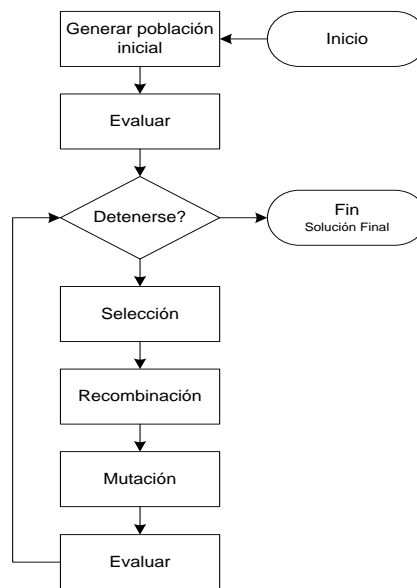 Generar población
inicial
Inicio
Evaluar
Detenerse?
Fin
Solución Final
Selección
Recombinación
Mutación
Evaluar